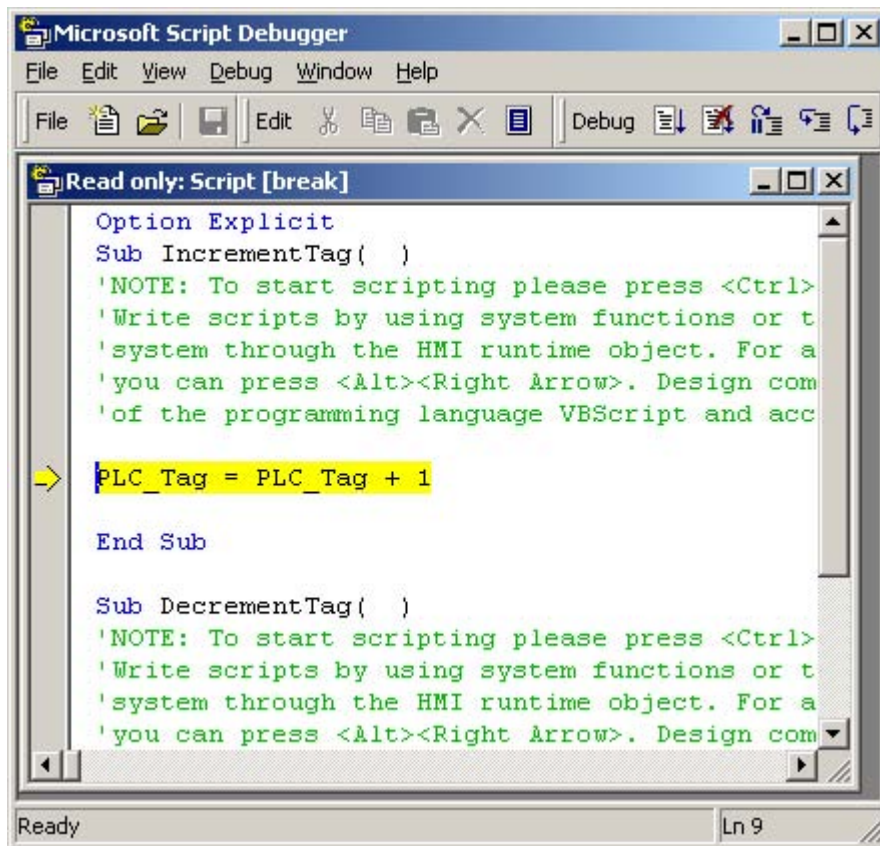 Microsoft Script Debugger
File Edit View Debug Window Help
File Edit Debug
Read only: Script [break]
Option Explicit
Sub IncrementTag(  )
'NOTE: To start scripting please press <Ctrl>
'Write scripts by using system functions or t
'system through the HMI runtime object. For a
'you can press <Alt><Right Arrow>. Design com
'of the programming language VBScript and acc
PLC_Tag = PLC_Tag + 1
End Sub
Sub DecrementTag(  )
'NOTE: To start scripting please press <Ctrl>
'Write scripts by using system functions or t
'system through the HMI runtime object. For a
'you can press <Alt><Right Arrow>. Design com
Ready Ln 9